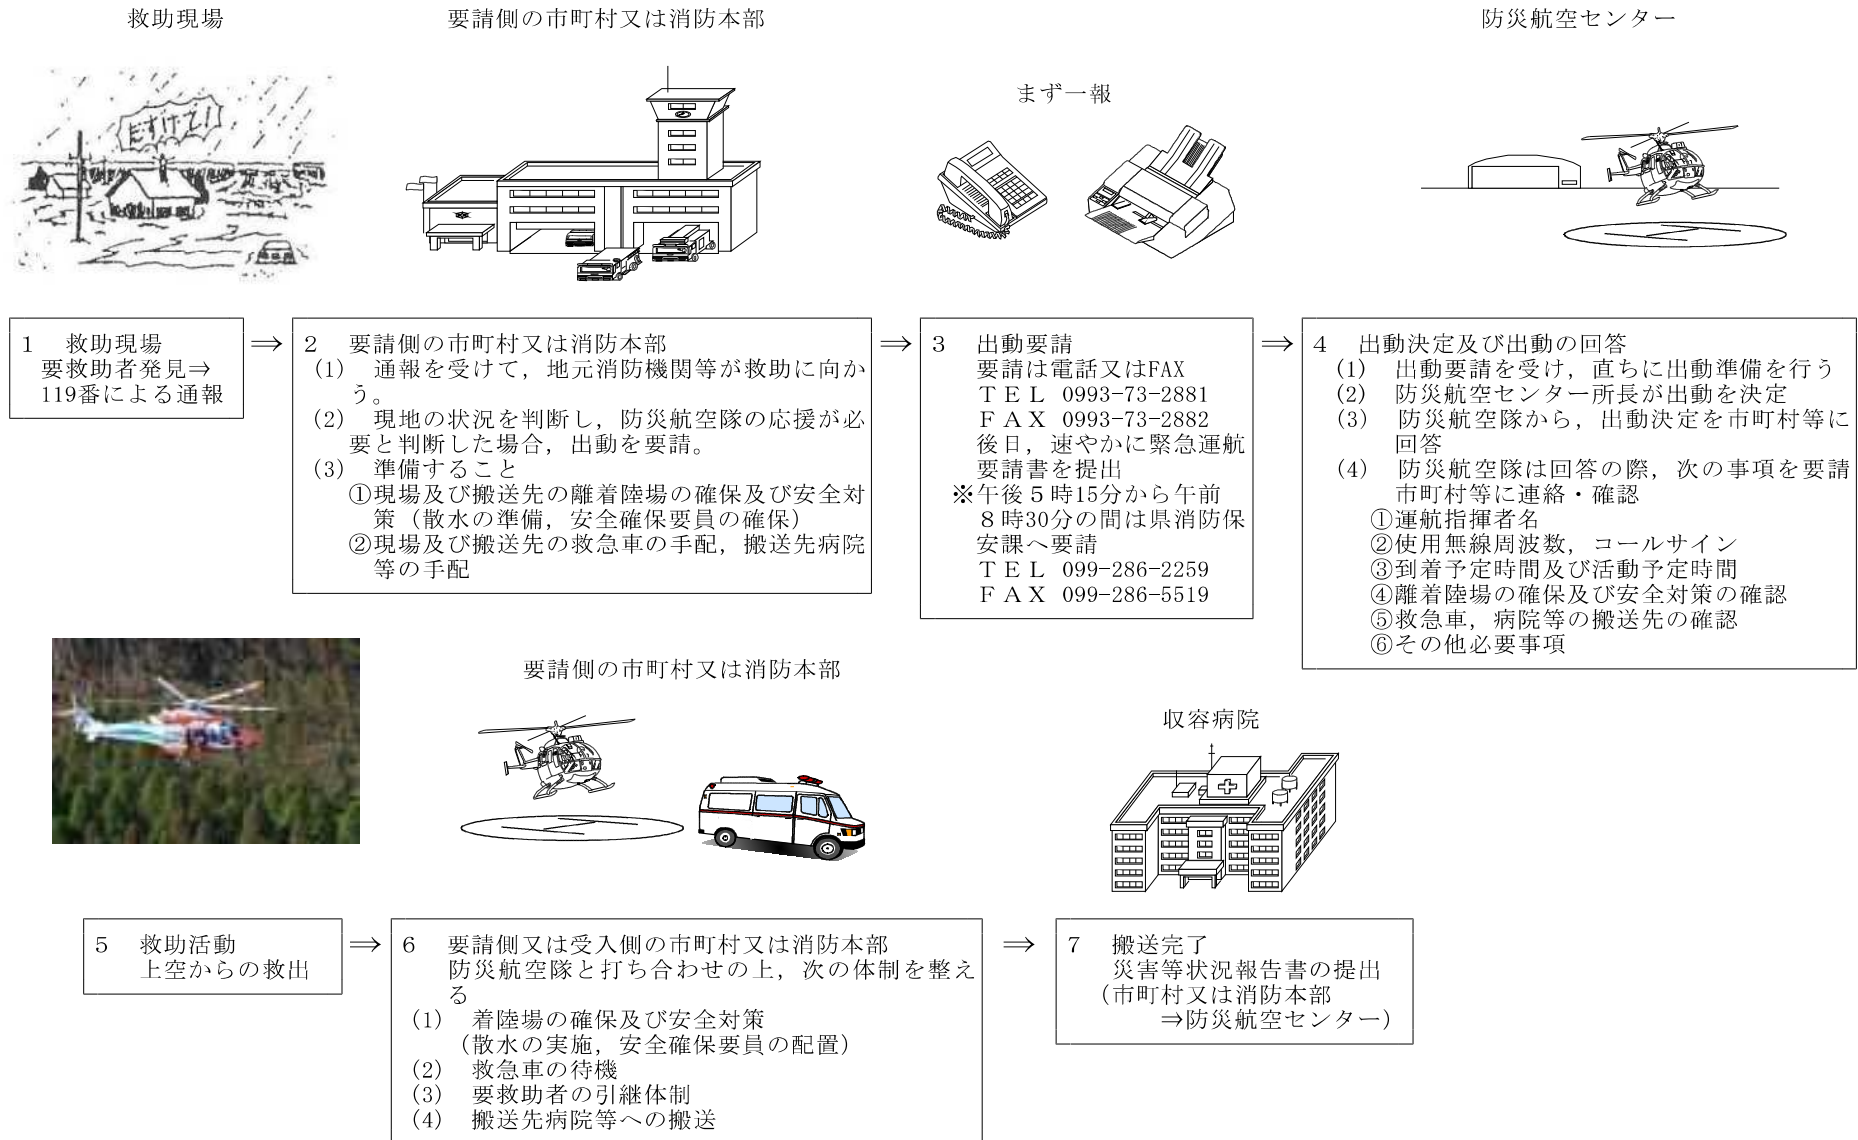 救助現場
要請側の市町村又は消防本部
防災航空センター
まず一報
たすけて!
1 救助現場
要救助者発見⇒
119番による通報
⇒
2 要請側の市町村又は消防本部
(1) 通報を受けて，地元消防機関等が救助に向か
う。
(2) 現地の状況を判断し，防災航空隊の応援が必
要と判断した場合，出動を要請。
(3) 準備すること
①現場及び搬送先の離着陸場の確保及び安全対
策（散水の準備，安全確保要員の確保）
②現場及び搬送先の救急車の手配，搬送先病院
等の手配
⇒
3 出動要請
要請は電話又はFAX
ＴＥＬ 0993-73-2881
ＦＡＸ 0993-73-2882
後日，速やかに緊急運航
要請書を提出
※午後５時15分から午前
８時30分の間は県消防保
安課へ要請
ＴＥＬ 099-286-2259
ＦＡＸ 099-286-5519
⇒
4 出動決定及び出動の回答
(1) 出動要請を受け，直ちに出動準備を行う
(2) 防災航空センター所長が出動を決定
(3) 防災航空隊から，出動決定を市町村等に
回答
(4) 防災航空隊は回答の際，次の事項を要請
市町村等に連絡・確認
①運航指揮者名
②使用無線周波数，コールサイン
③到着予定時間及び活動予定時間
④離着陸場の確保及び安全対策の確認
⑤救急車，病院等の搬送先の確認
⑥その他必要事項
要請側の市町村又は消防本部
収容病院
5 救助活動
上空からの救出
⇒
6 要請側又は受入側の市町村又は消防本部
防災航空隊と打ち合わせの上，次の体制を整え
る
(1) 着陸場の確保及び安全対策
（散水の実施，安全確保要員の配置）
(2) 救急車の待機
(3) 要救助者の引継体制
(4) 搬送先病院等への搬送
⇒
7 搬送完了
災害等状況報告書の提出
（市町村又は消防本部
⇒防災航空センター）